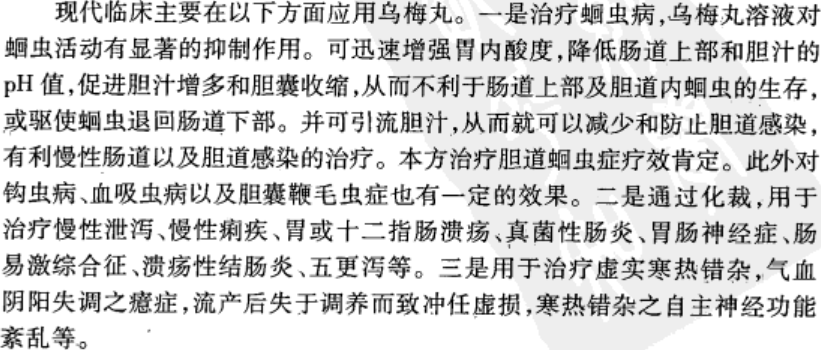 现代临床主要在以下方面应用乌梅丸。一是治疗蛔虫病,乌梅丸溶液对
蛔虫活动有显著的抑制作用。可迅速增强胃内酸度,降低肠道上部和胆汁的
pH 值,促进胆汁增多和胆囊收缩,从而不利于肠道上部及胆道内蛔虫的生存,
或驱使蛔虫退回肠道下部。并可引流胆汁,从而就可以减少和防止胆道感染,
有利慢性肠道以及胆道感染的治疗。本方治疗胆道蛔虫症疗效肯定。此外对
钩虫病、血吸虫病以及胆囊鞭毛虫症也有一定的效果。二是通过化裁,用于
治疗慢性泄泻、慢性痢疾、胃或十二指肠溃疡、真菌性肠炎、胃肠神经症、肠
易激综合征、溃疡性结肠炎、五更泻等。三是用于治疗虚实寒热错杂,气血
阴阳失调之癔症,流产后失于调养而致冲任虚损,寒热错杂之自主神经功能
紊乱等。